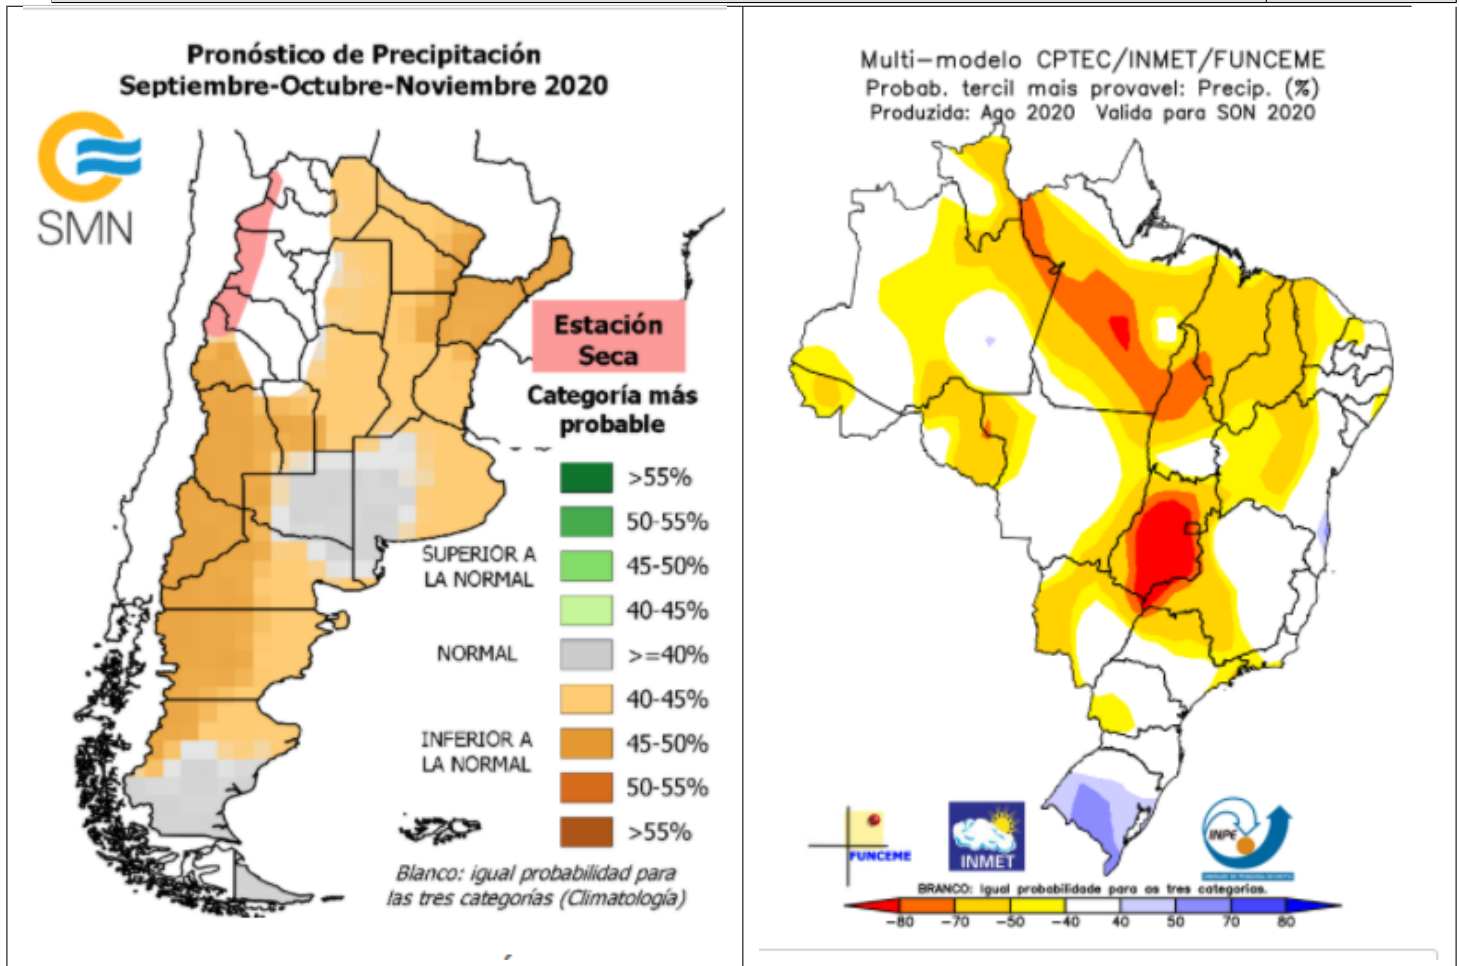 Pronóstico de Precipitación
Septiembre-Octubre-Noviembre 2020
SMN
Estación
Seca
Categoría más
probable
>55%
50-55%
SUPERIOR A
LA NORMAL
45-50%
40-45%
NORMAL
>=40%
40-45%
INFERIOR A
LA NORMAL
45-50%
50-55%
>55%
Blanco: igual probabilidad para
las tres categorías (Climatología)
Multi-modelo CPTEC/INMET/FUNCEME
Probab. tercil mais provavel: Precip. (%)
Produzida: Ago 2020 Valida para SON 2020
FUNCEME
INMET
INPE
BRANCO: Igual probabilidade para as tres categorias.
-80 -70 -50 -40 40 50 70 80